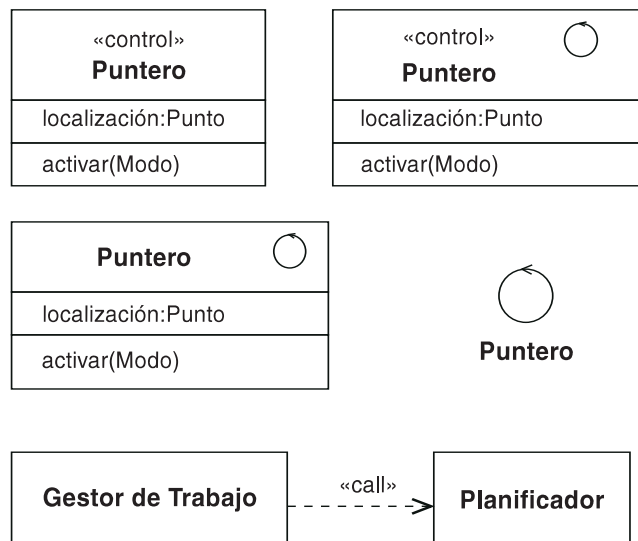 «control»
Puntero
localización:Punto
activar(Modo)
«control»
Puntero
localización:Punto
activar(Modo)
Puntero
localización:Punto
activar(Modo)
Puntero
Gestor de Trabajo
«call»
Planificador